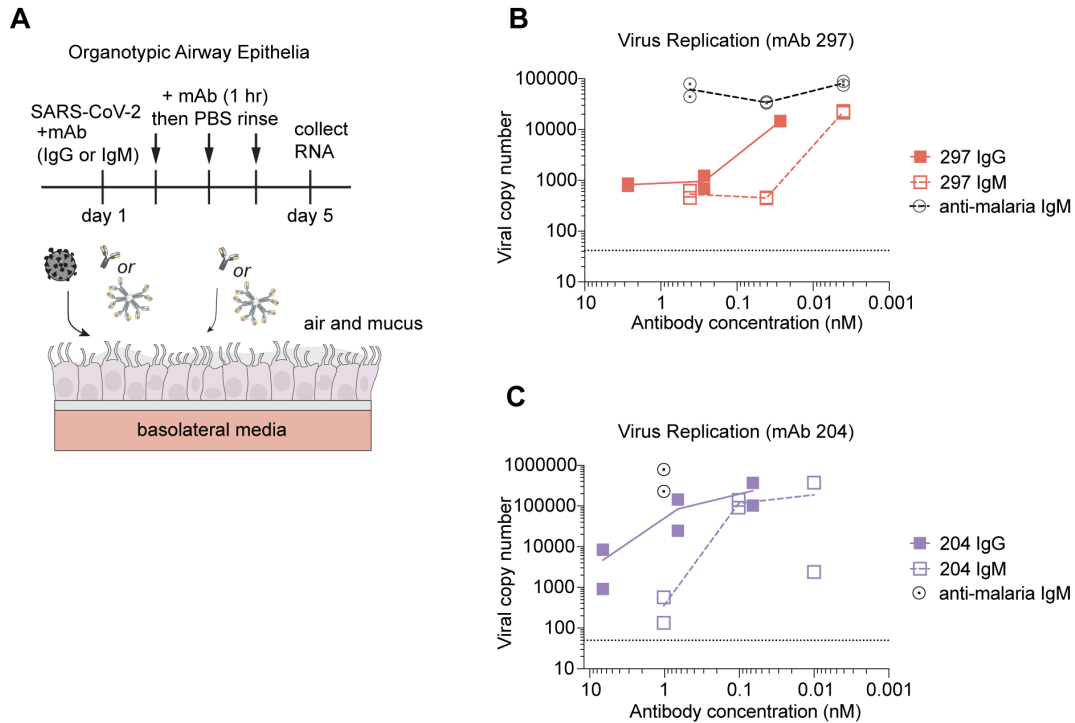 A
Organotypic Airway Epithelia
SARS-CoV-2
+mAb
(IgG or IgM)
+ mAb (1 hr)
then PBS rinse
collect
RNA
day 1
day 5
or
or
air and mucus
basolateral media
B
Virus Replication (mAb 297)
Viral copy number
100000
10000
1000
100
10
10
1
0.1
0.01
0.001
Antibody concentration (nM)
297 IgG
297 IgM
anti-malaria IgM
C
Virus Replication (mAb 204)
Viral copy number
1000000
100000
10000
1000
100
10
10
1
0.1
0.01
0.001
Antibody concentration (nM)
204 IgG
204 IgM
anti-malaria IgM